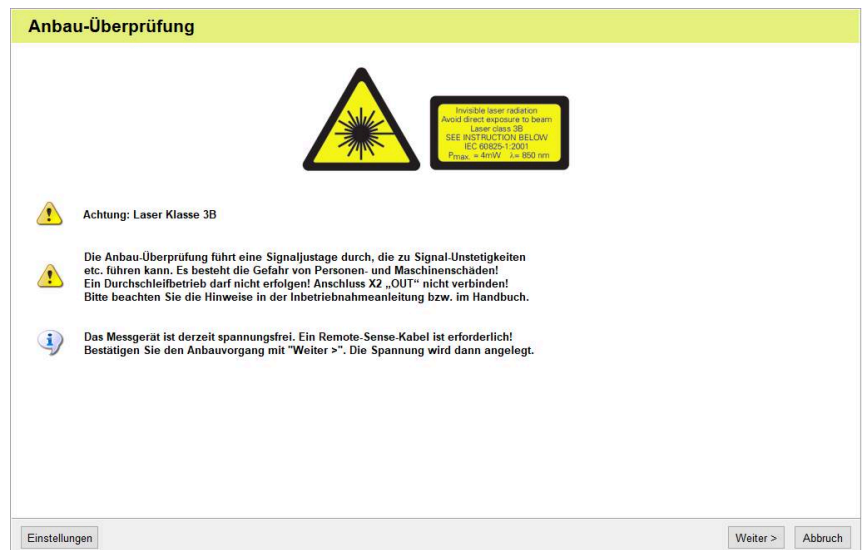 Anbau-Überprüfung
Invisible laser radiation
Avoid direct exposure to beam
Laser class 3B
SEE INSTRUCTION BELOW
IEC 60825-1:2001
Pmax. = 4mW λ= 850 nm
Achtung: Laser Klasse 3B
Die Anbau-Überprüfung führt eine Signaljustage durch, die zu Signal-Unstetigkeiten
etc. führen kann. Es besteht die Gefahr von Personen- und Maschinenschäden!
Ein Durchschleifbetrieb darf nicht erfolgen! Anschluss X2 „OUT“ nicht verbinden!
Bitte beachten Sie die Hinweise in der Inbetriebnahmeanleitung bzw. im Handbuch.
Das Messgerät ist derzeit spannungsfrei. Ein Remote-Sense-Kabel ist erforderlich!
Bestätigen Sie den Anbauvorgang mit "Weiter >". Die Spannung wird dann angelegt.
Einstellungen
Weiter >
Abbruch